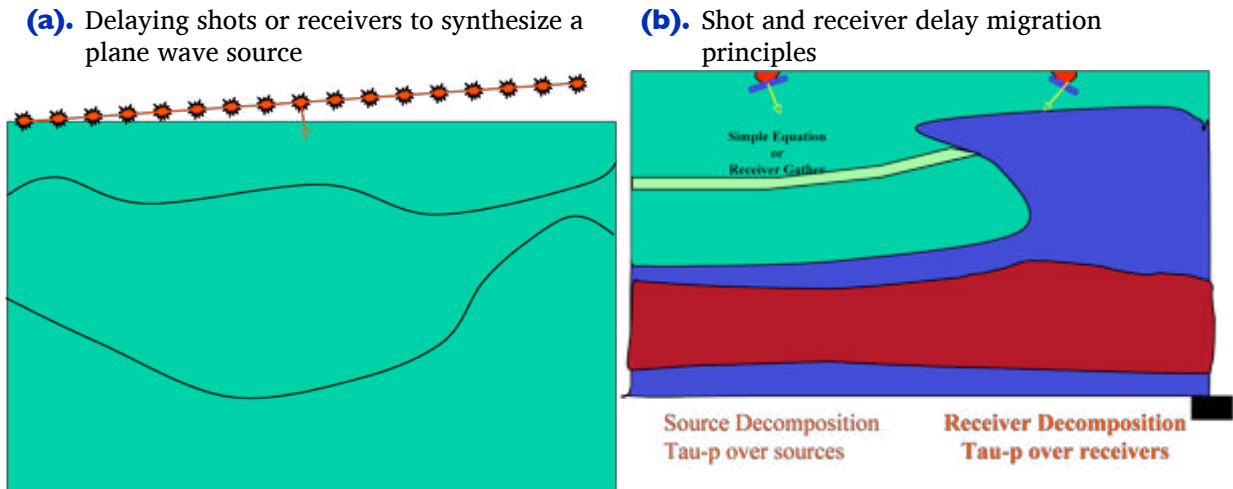 (a). Delaying shots or receivers to synthesize a
plane wave source
(b). Shot and receiver delay migration
principles
Simple Equation
or
Receiver Gather
Source Decomposition
Tau-p over sources
Receiver Decomposition
Tau-p over receivers